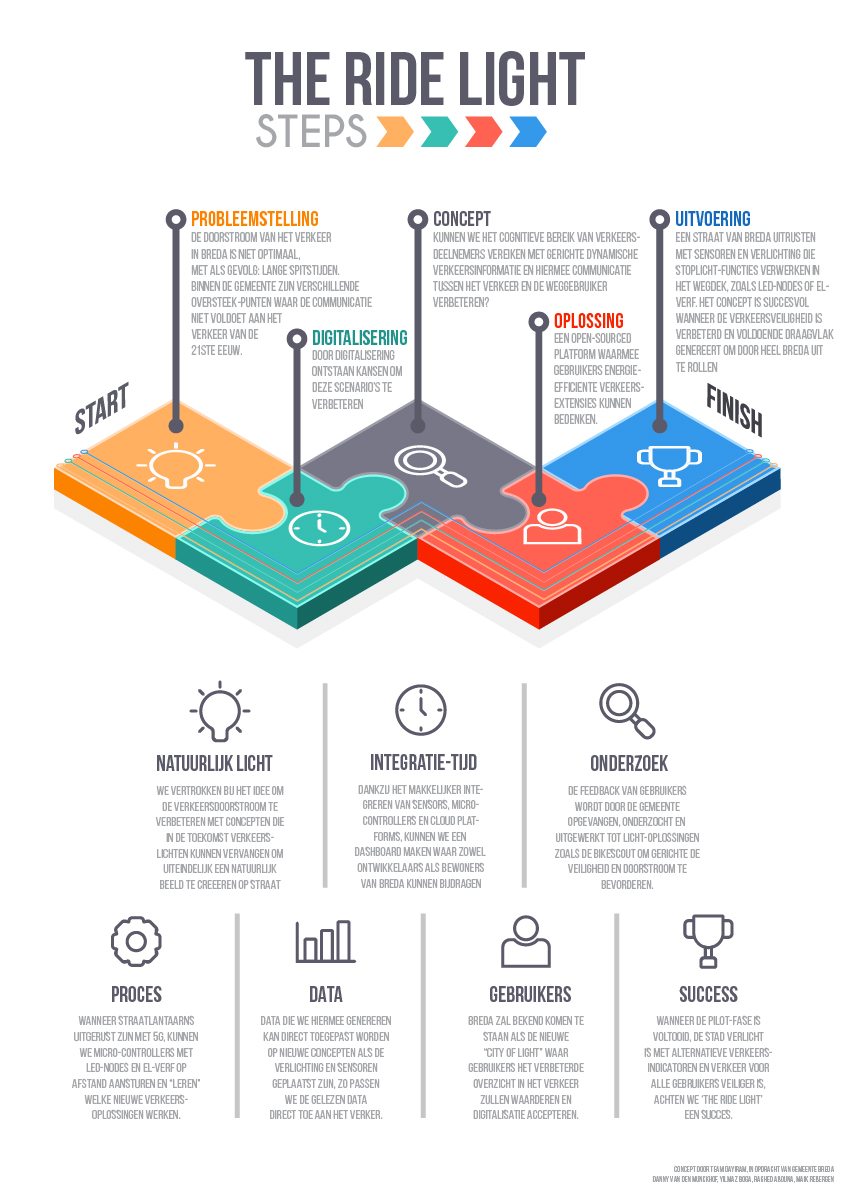 THE RIDE LIGHT
STEPS
PROBLEEMSTELLING
DE DOORSTROOM VAN HET VERKEER
IN BREDA IS NIET OPTIMAAL,
MET ALS GEVOLG: LANGE SPITSTIJDEN.
BINNEN DE GEMEENTE ZIJN VERSCHILLENDE
OVERSTEEK-PUNTEN WAAR DE COMMUNICATIE
NIET VOLDOET AAN HET
VERKEER VAN DE
21STE EEUW.
DIGITALISERING
DOOR DIGITALISERING
ONTSTAAN KANSEN OM
DEZE SCENARIO'S TE
VERBETEREN
CONCEPT
KUNNEN WE HET COGNITIEVE BEREIK VAN VERKEERS-
DEELNEMERS VEREIKEN MET GERICHTE DYNAMISCHE
VERKEERSINFORMATIE EN HIERMEE COMMUNICATIE
TUSSEN HET VERKEER EN DE WEGGEBRUIKER
VERBETEREN?
OPLOSSING
EEN OPEN-SOURCED
PLATFORM WAARMEE
GEBRUIKERS ENERGIE-
EFFICIENTE VERKEERS-
EXTENSIES KUNNEN
BEDENKEN.
UITVOERING
EEN STRAAT VAN BREDA UITRUSTEN
MET SENSOREN EN VERLICHTING DIE
STOPLICHT-FUNCTIES VERWERKEN IN
HET WEGDEK, ZOALS LED-NODES OF EL-
VERF. HET CONCEPT IS SUCCESVOL
WANNEER DE VERKEERSVEILIGHEID IS
VERBETERD EN VOLDOENDE DRAAGVLAK
GENEREERT OM DOOR HEEL BREDA UIT
TE ROLLEN
START
FINISH
NATUURLIJK LICHT
WE VERTROKKEN BIJ HET IDEE OM
DE VERKEERSDOORSTROOM TE
VERBETEREN MET CONCEPTEN DIE
IN DE TOEKOMST VERKEERS-
LICHTEN KUNNEN VERVANGEN OM
UITEINDELIJK EEN NATUURLIJK
BEELD TE CREEEREN OP STRAAT
INTEGRATIE-TIJD
DANKZIJ HET MAKKELIJKER INTE-
GREREN VAN SENSORS, MICRO-
CONTROLLERS EN CLOUD PLAT-
FORMS, KUNNEN WE EEN
DASHBOARD MAKEN WAAR ZOWEL
ONTWIKKELAARS ALS BEWONERS
VAN BREDA KUNNEN BIJDRAGEN
ONDERZOEK
DE FEEDBACK VAN GEBRUIKERS
WORDT DOOR DE GEMEENTE
OPGEVANGEN, ONDERZOCHT EN
UITGEWERKT TOT LICHT-OPLOSSINGEN
ZOALS DE BIKESCOUT OM GERICHTE DE
VEILIGHEID EN DOORSTROOM TE
BEVORDEREN.
PROCES
WANNEER STRAATLANTAARNS
UITGERUST ZIJN MET 5G, KUNNEN
WE MICRO-CONTROLLERS MET
LED-NODES EN EL-VERF OP
AFSTAND AANSTUREN EN "LEREN"
WELKE NIEUWE VERKEERS-
OPLOSSINGEN WERKEN.
DATA
DATA DIE WE HIERMEE GENEREREN
KAN DIRECT TOEGEPAST WORDEN
OP NIEUWE CONCEPTEN ALS DE
VERLICHTING EN SENSOREN
GEPLAATST ZIJN, ZO PASSEN
WE DE GELEZEN DATA
DIRECT TOE AAN HET VERKER.
GEBRUIKERS
BREDA ZAL BEKEND KOMEN TE
STAAN ALS DE NIEUWE
"CITY OF LIGHT" WAAR
GEBRUIKERS HET VERBETERDE
OVERZICHT IN HET VERKEER
ZULLEN WAARDEREN EN
DIGITALISATIE ACCEPTEREN.
SUCCESS
WANNEER DE PILOT-FASE IS
VOLTOOID, DE STAD VERLICHT
IS MET ALTERNATIEVE VERKEERS-
INDICATOREN EN VERKEER VOOR
ALLE GEBRUIKERS VEILIGER IS,
ACHTEN WE 'THE RIDE LIGHT'
EEN SUCCES.
CONCEPT DOOR TEAM DAYIRAM, IN OPDRACHT VAN GEMEENTE BREDA
DANNY VAN DEN MUNCKHOF, YILMAZ BOGA, RASHED ABDUNA, MAIK REBERGEN